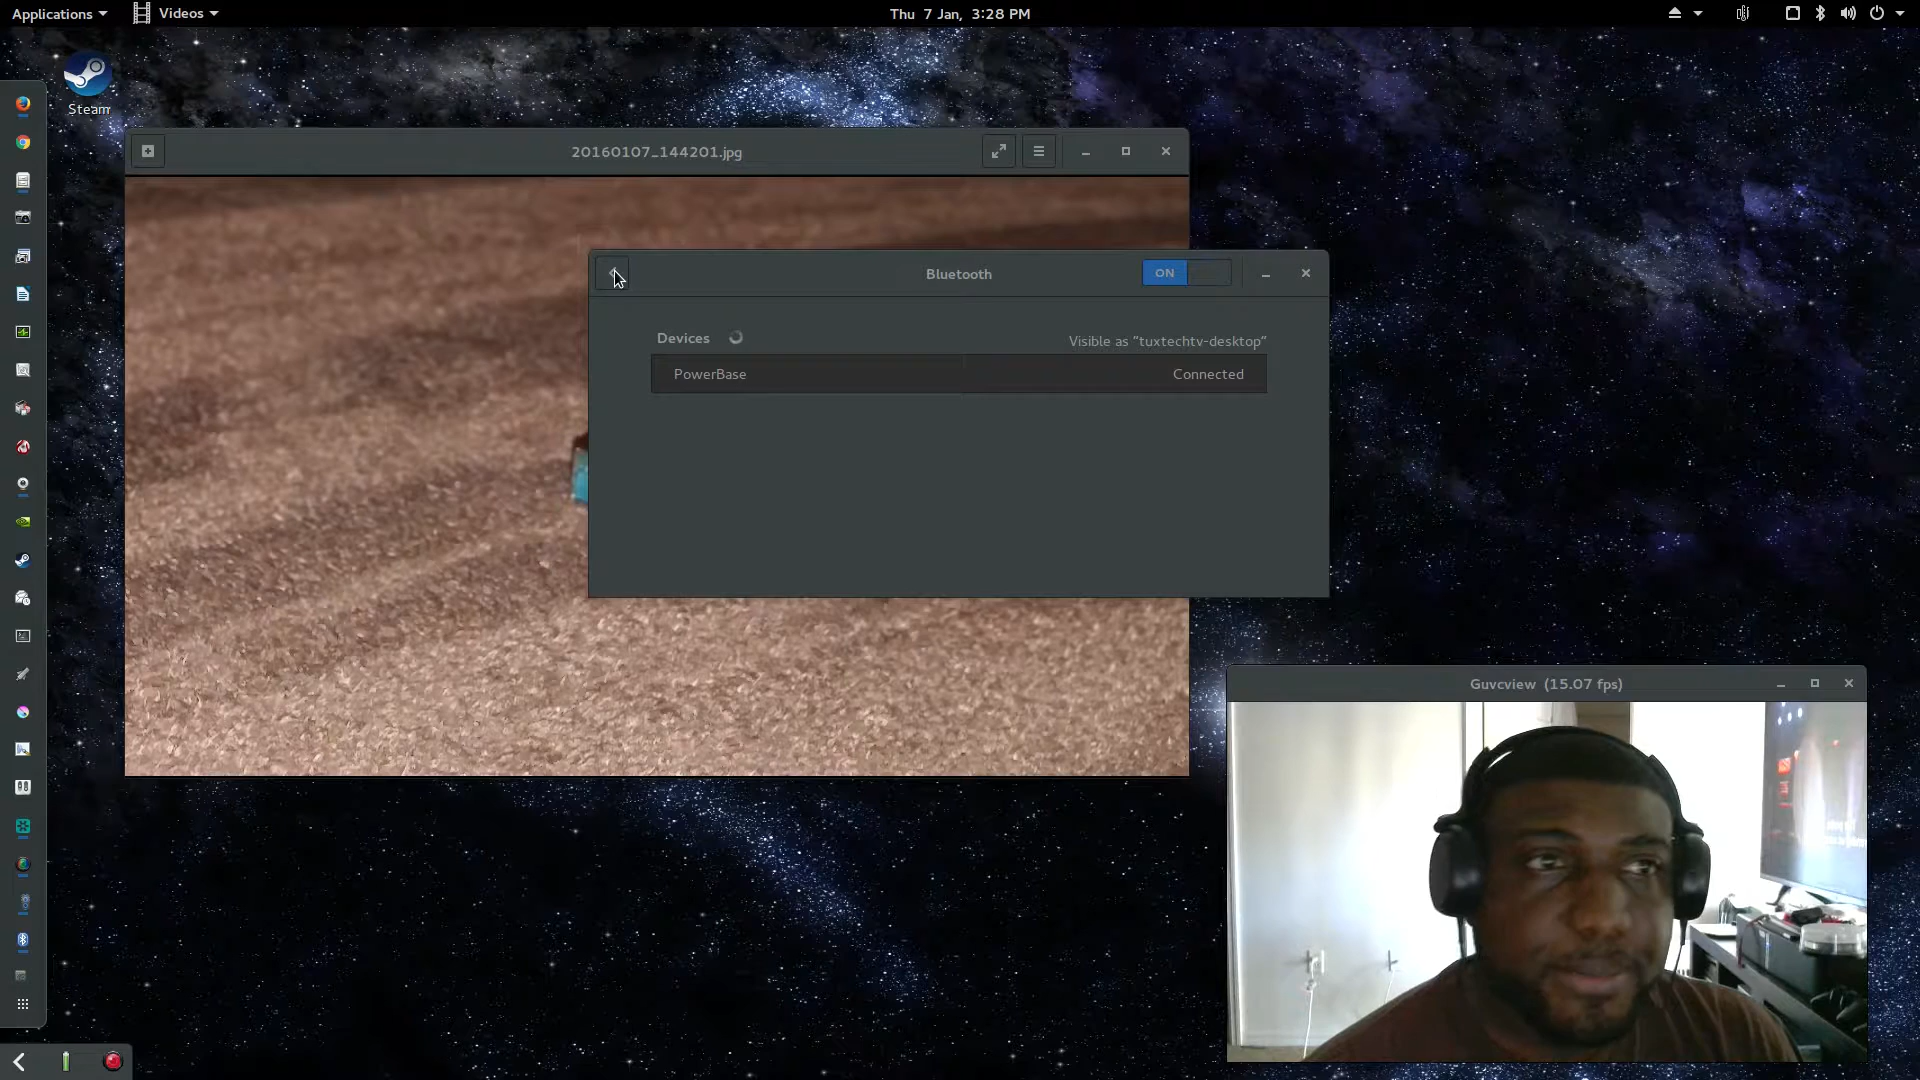 Applications
Videos
Thu 7 Jan, 3:28 PM
Steam
20160107_144201.jpg
Bluetooth
ON
Devices
Visible as "tuxtechtv-desktop"
PowerBase
Connected
Guvcview (15.07 fps)